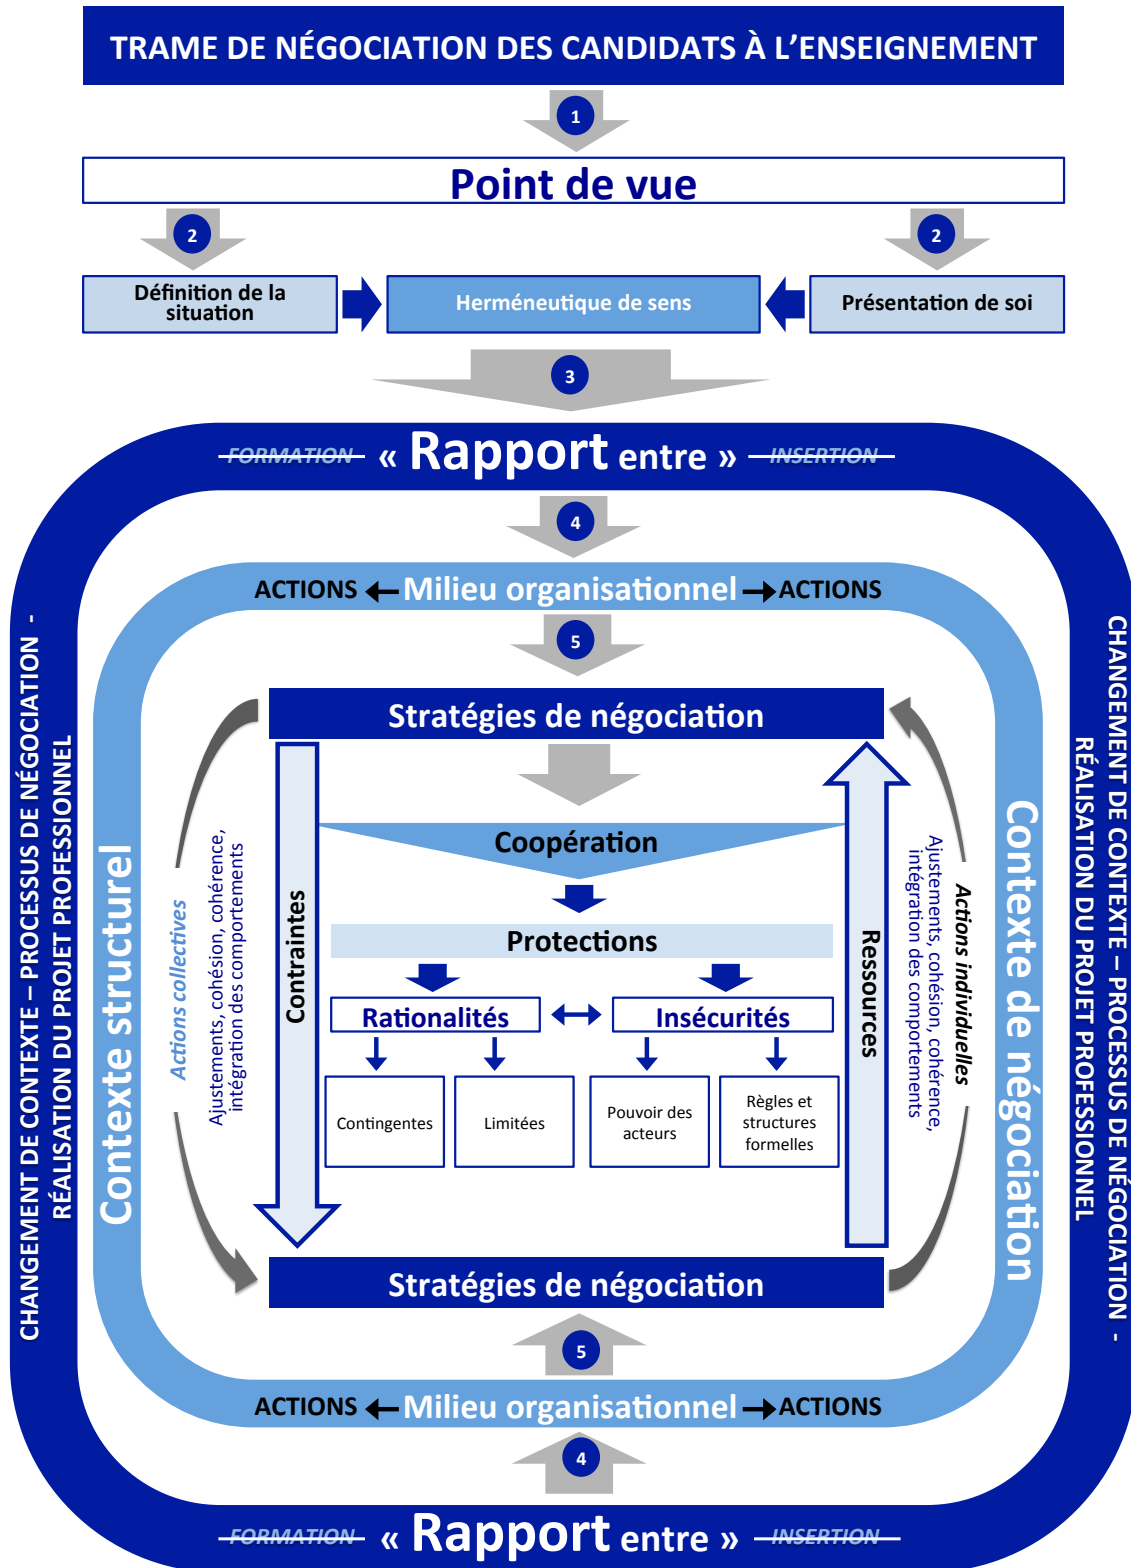 TRAME DE NÉGOCIATION DES CANDIDATS À L’ENSEIGNEMENT
1
Point de vue
2
2
Définition de la
situation
Herméneutique de sens
Présentation de soi
3
FORMATION « Rapport entre » INSERTION
4
ACTIONS Milieu organisationnel ACTIONS
5
CHANGEMENT DE CONTEXTE – PROCESSUS DE NÉGOCIATION -
RÉALISATION DU PROJET PROFESSIONNEL
Contexte structurel
Actions collectives
Ajustements, cohésion, cohérence,
intégration des comportements
Stratégies de négociation
Contraintes
Coopération
Protections
Rationalités
Insécurités
Contingentes
Limitées
Pouvoir des
acteurs
Règles et
structures
formelles
Ressources
Stratégies de négociation
Ajustements, cohésion, cohérence,
intégration des comportements
Actions individuelles
Contexte de négociation
CHANGEMENT DE CONTEXTE – PROCESSUS DE NÉGOCIATION -
RÉALISATION DU PROJET PROFESSIONNEL
5
ACTIONS Milieu organisationnel ACTIONS
4
FORMATION « Rapport entre » INSERTION